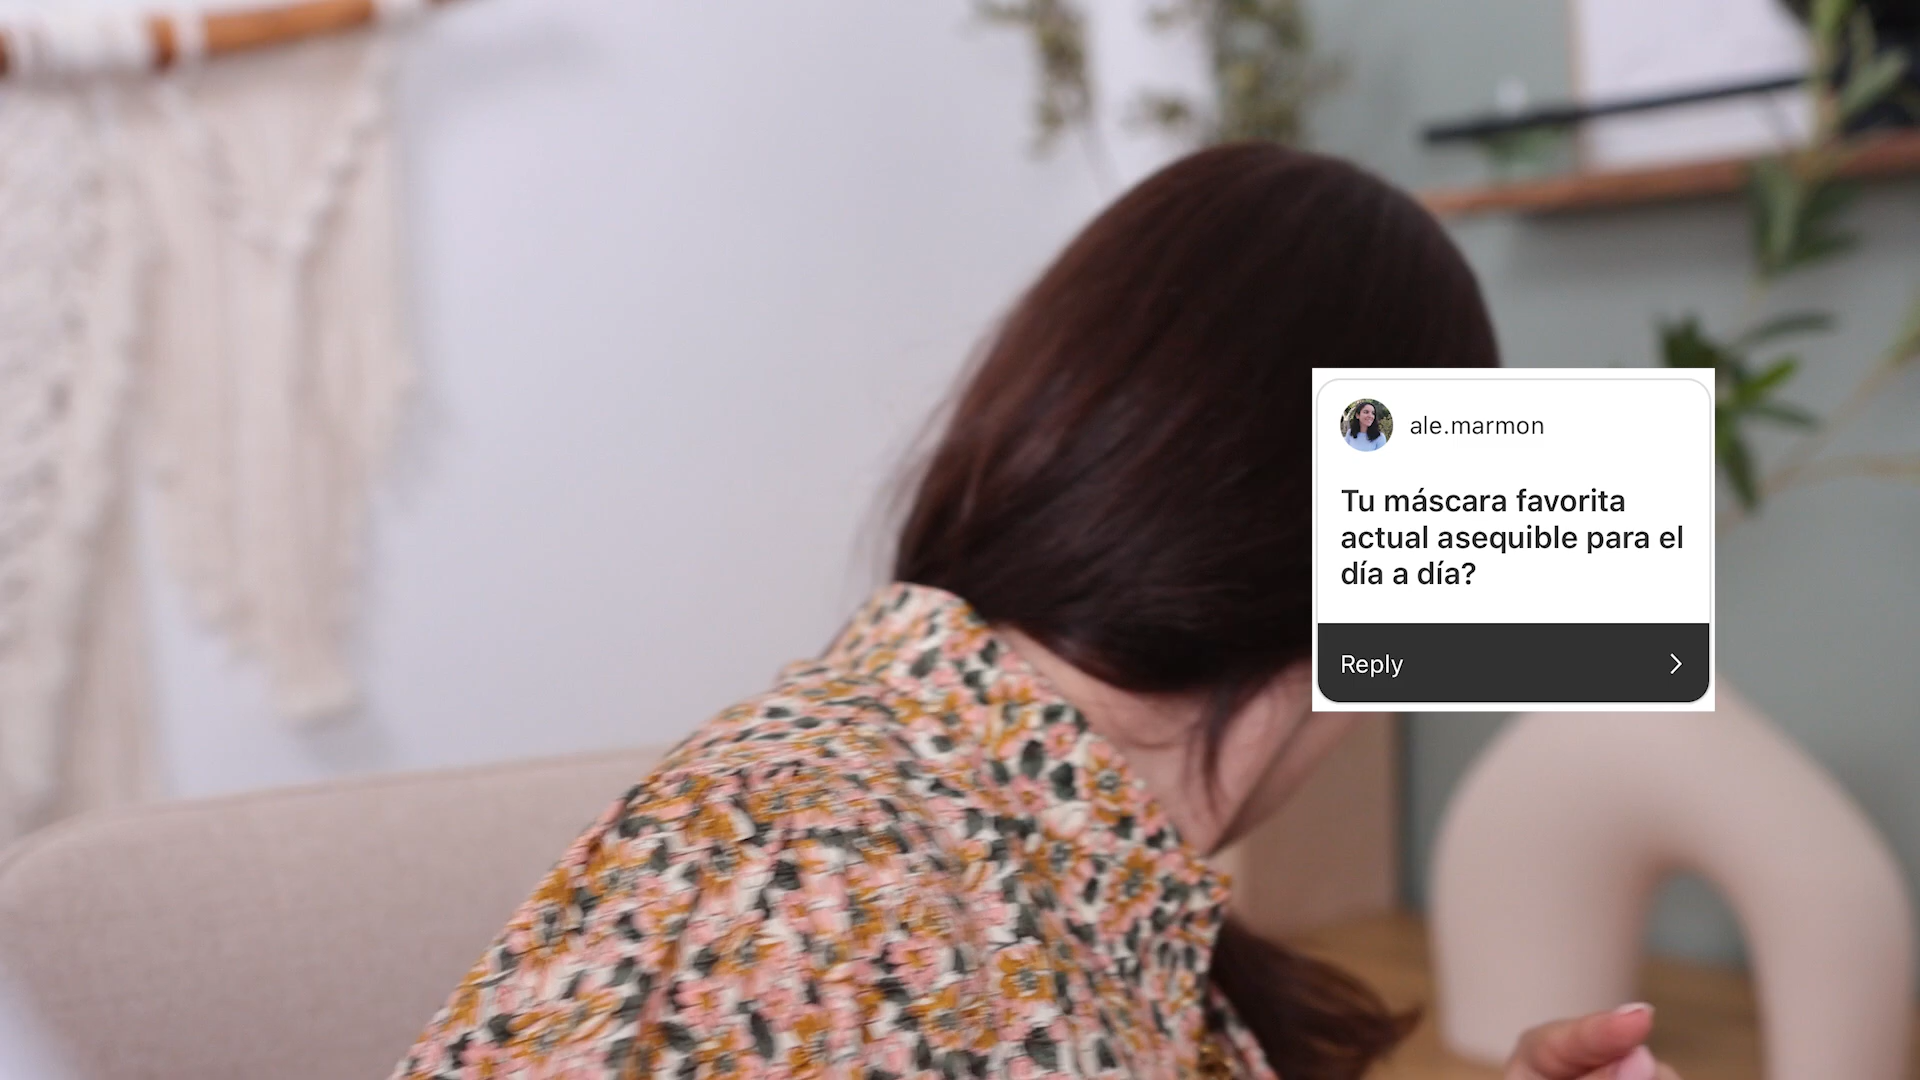 ale.marmon
Tu máscara favorita
actual asequible para el
día a día?
Reply